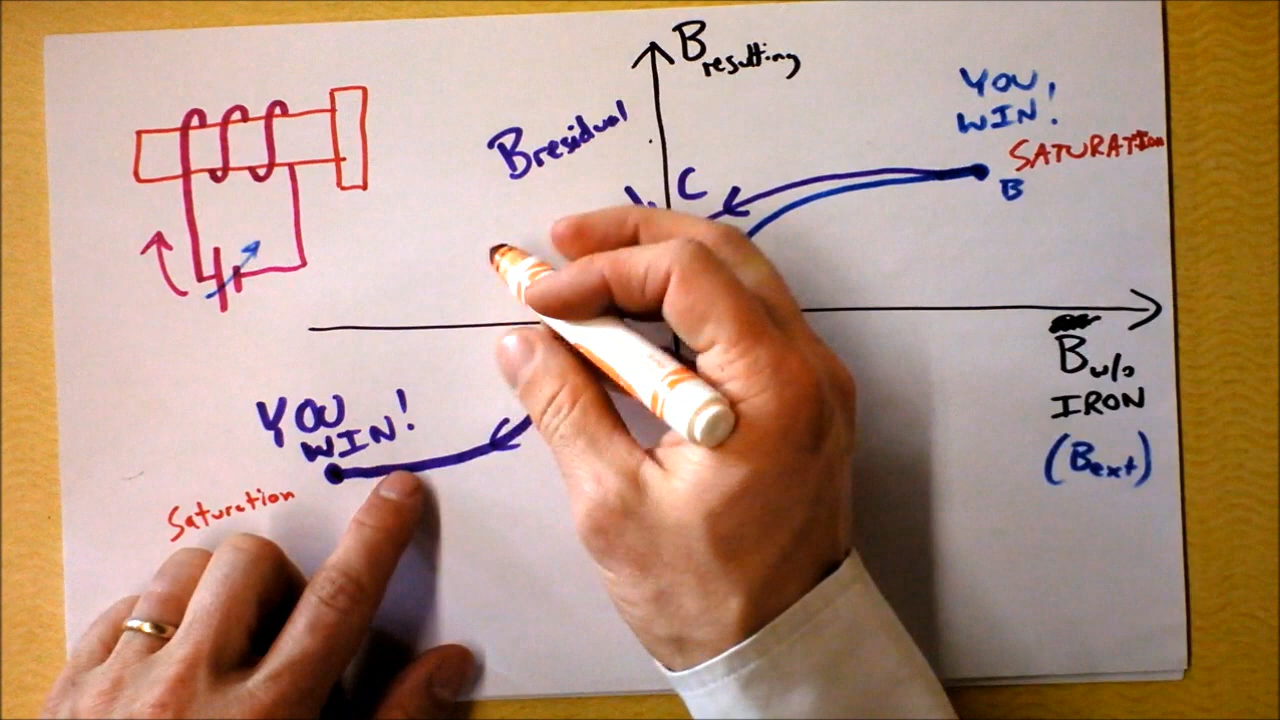 B resulting
YOU,
WIN!
SATURATion
B
Bresidual
C
B w/o
IRON
(Bext)
YOU
WIN!
Saturation